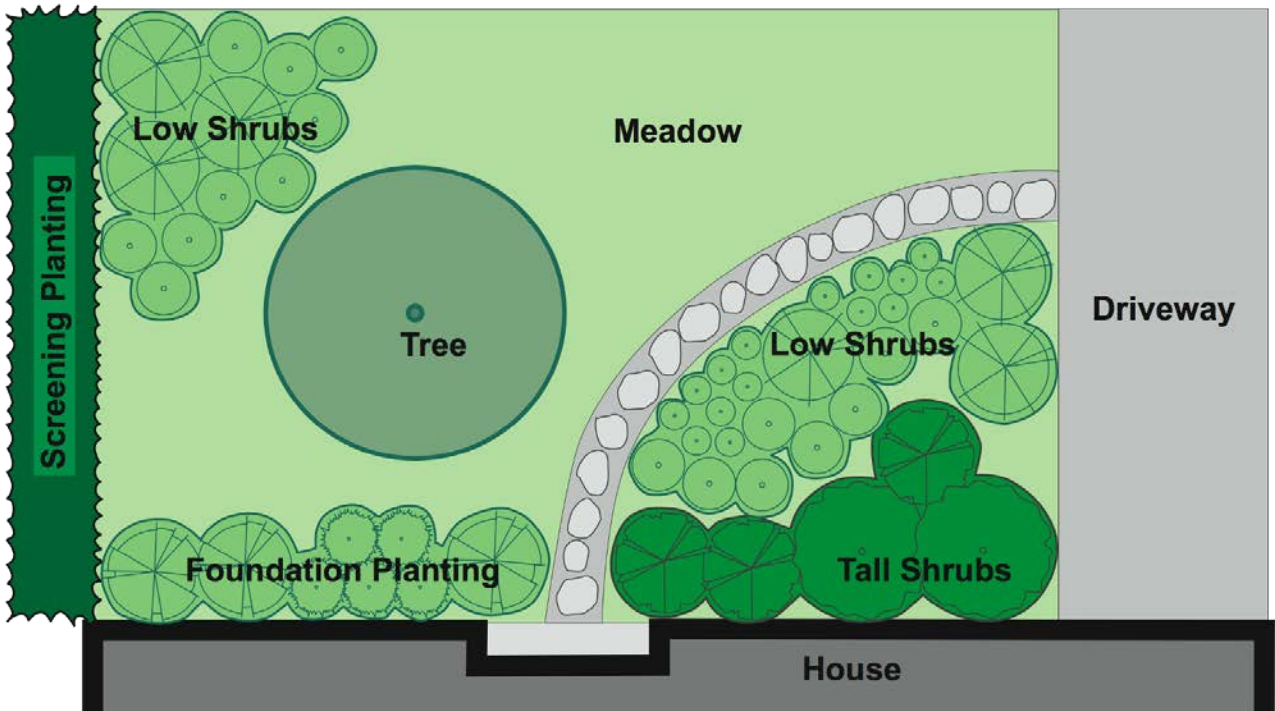 Low Shrubs
Meadow
Screening Planting
Tree
Driveway
Low Shrubs
Foundation Planting
Tall Shrubs
House